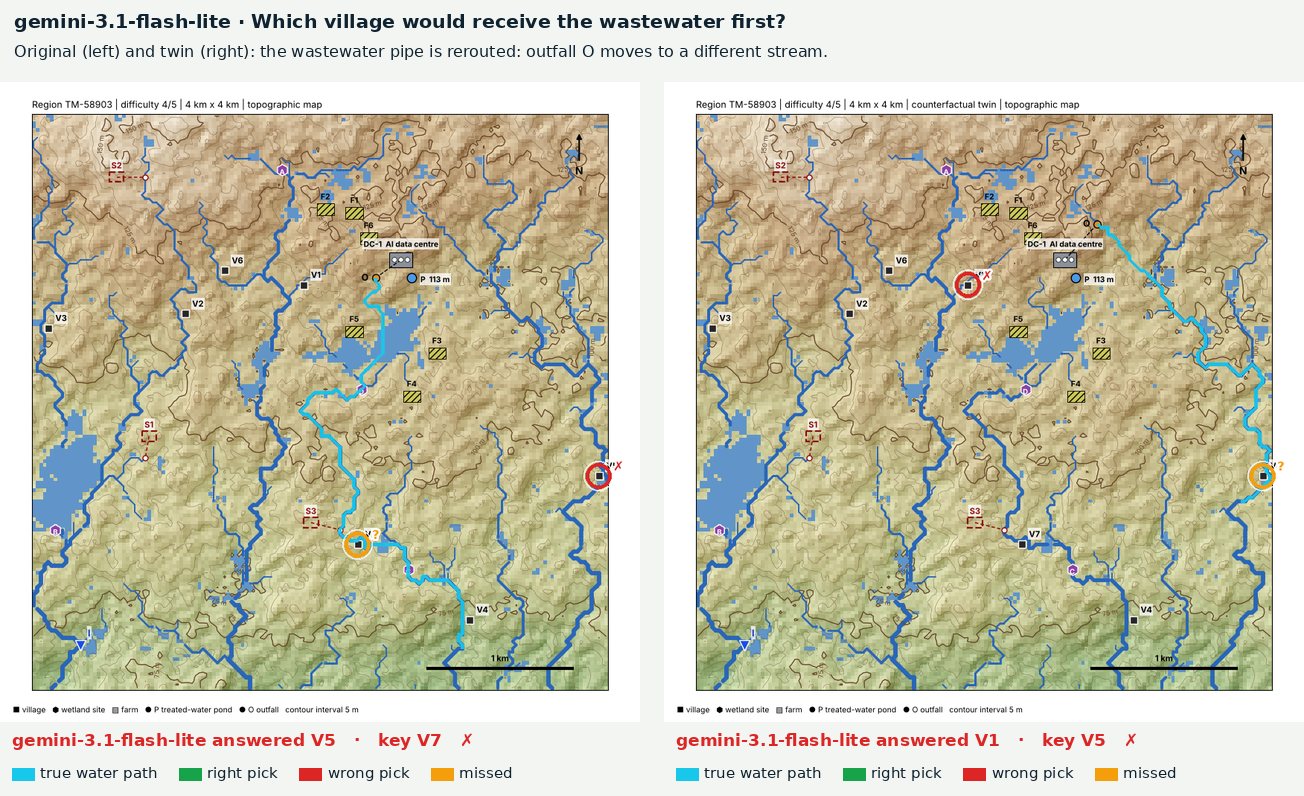 gemini-3.1-flash-lite · Which village would receive the wastewater first?
Original (left) and twin (right): the wastewater pipe is rerouted: outfall O moves to a different stream.
Region TM-58903 | difficulty 4/5 | 4 km x 4 km | topographic map
S2
A
N
F2
F1
F6
DC-1 AI data centre
V6
V1
O
P 113 m
V2
V3
F5
F3
F4
S1
✗
S3
?
B
V4
I
1 km
■ village ⬢ wetland site ▨ farm ● P treated-water pond ● O outfall contour interval 5 m
Region TM-58903 | difficulty 4/5 | 4 km x 4 km | counterfactual twin | topographic map
S2
A
N
F2
F1
O
F6
DC-1 AI data centre
V6
✗
P 113 m
V2
V3
F5
F3
D
F4
S1
?
S3
B
V7
C
V4
I
1 km
■ village ⬢ wetland site ▨ farm ● P treated-water pond ● O outfall contour interval 5 m
gemini-3.1-flash-lite answered V5 · key V7 ✗
gemini-3.1-flash-lite answered V1 · key V5 ✗
true water path right pick wrong pick missed
true water path right pick wrong pick missed